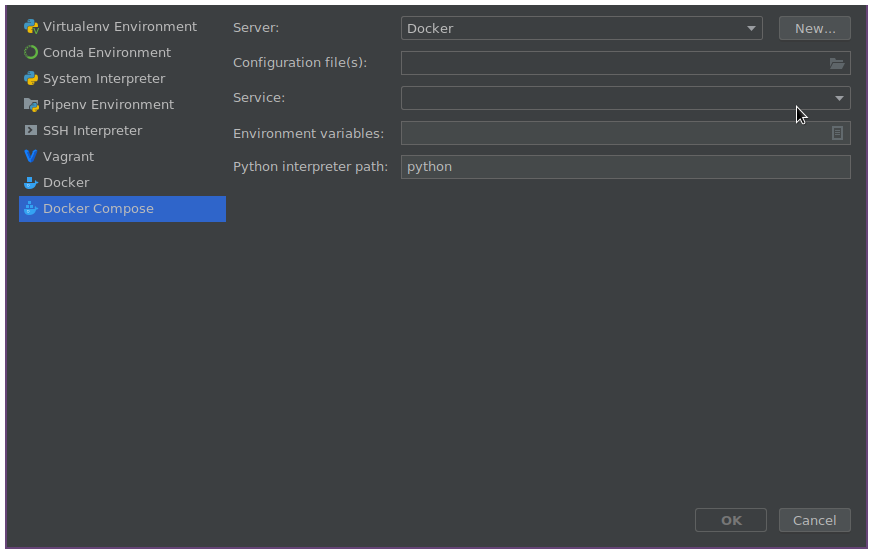 Virtualenv Environment
Conda Environment
System Interpreter
Pipenv Environment
SSH Interpreter
Vagrant
Docker
Docker Compose
Server: Docker New...
Configuration file(s):
Service:
Environment variables:
Python interpreter path: python
OK Cancel